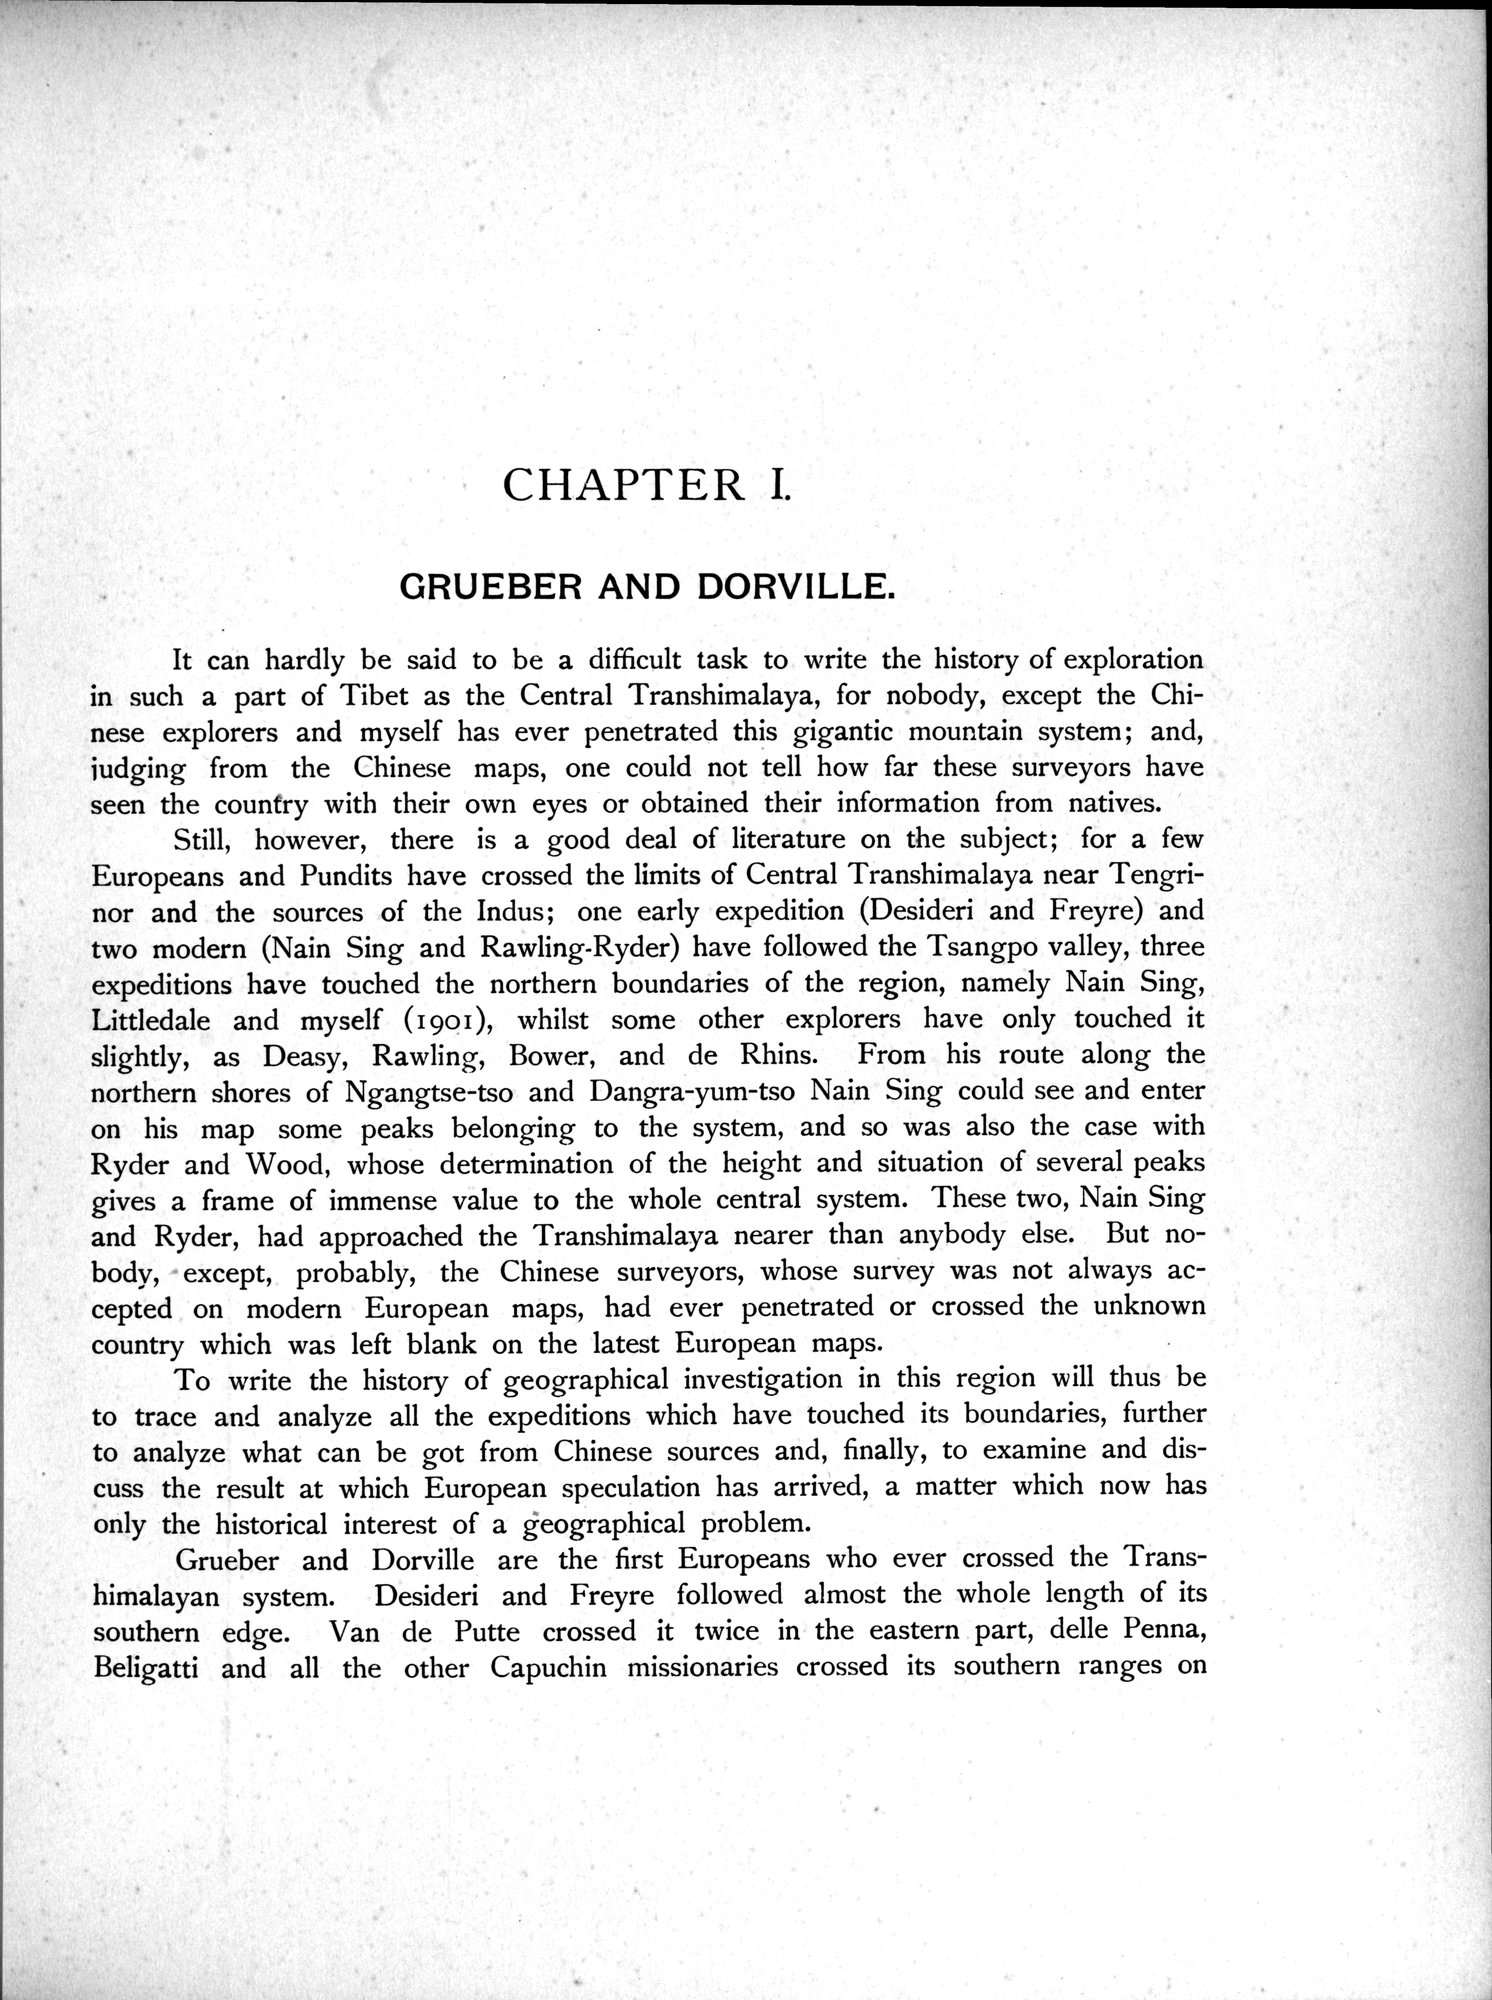 CHAPTER I.
GRUEBER AND DORVILLE.
It can hardly be said to be a difficult task to write the history of exploration
in such a part of Tibet as the Central Transhimalaya, for nobody, except the Chi-
nese explorers and myself has ever penetrated this gigantic mountain system; and,
judging from the Chinese maps, one could not tell how far these surveyors have
seen the country with their own eyes or obtained their information from natives.
Still, however, there is a good deal of literature on the subject; for a few
Europeans and Pundits have crossed the limits of Central Transhimalaya near Tengri-
nor and the sources of the Indus; one early expedition (Desideri and Freyre) and
two modern (Nain Sing and Rawling-Ryder) have followed the Tsangpo valley, three
expeditions have touched the northern boundaries of the region, namely Nain Sing,
Littledale and myself (1901), whilst some other explorers have only touched it
slightly, as Deasy, Rawling, Bower, and de Rhins. From his route along the
northern shores of Ngangtse-tso and Dangra-yum-tso Nain Sing could see and enter
on his map some peaks belonging to the system, and so was also the case with
Ryder and Wood, whose determination of the height and situation of several peaks
gives a frame of immense value to the whole central system. These two, Nain Sing
and Ryder, had approached the Transhimalaya nearer than anybody else. But no-
body, except, probably, the Chinese surveyors, whose survey was not always ac-
cepted on modern European maps, had ever penetrated or crossed the unknown
country which was left blank on the latest European maps.
To write the history of geographical investigation in this region will thus be
to trace and analyze all the expeditions which have touched its boundaries, further
to analyze what can be got from Chinese sources and, finally, to examine and dis-
cuss the result at which European speculation has arrived, a matter which now has
only the historical interest of a geographical problem.
Grueber and Dorville are the first Europeans who ever crossed the Trans-
himalayan system. Desideri and Freyre followed almost the whole length of its
southern edge. Van de Putte crossed it twice in the eastern part, delle Penna,
Beligatti and all the other Capuchin missionaries crossed its southern ranges on